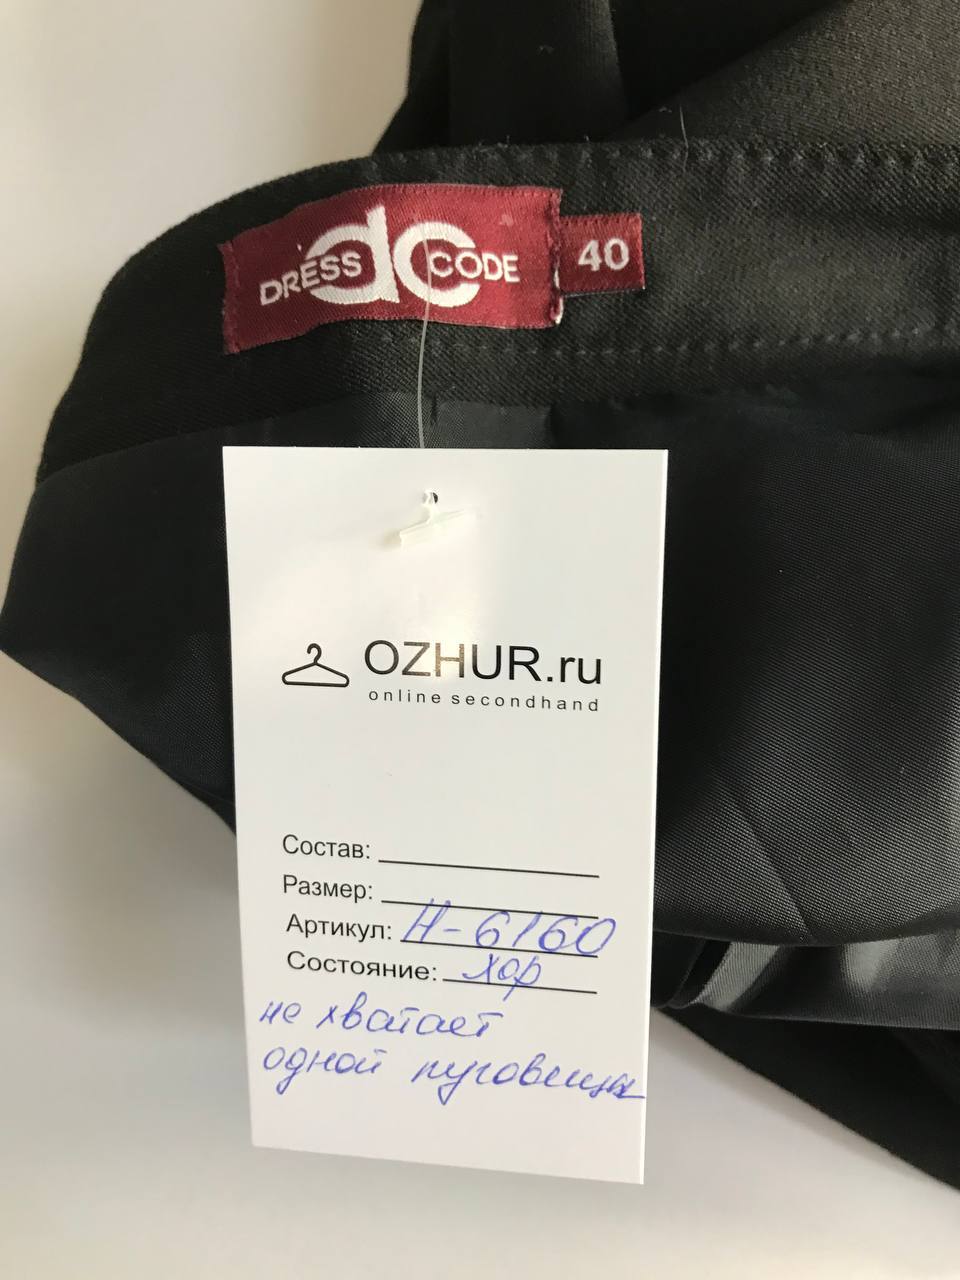 DRESS dc CODE
40
OZHUR.ru
online secondhand
Состав:
Размер:
Артикул: Н-6160
Состояние: хор
не хватает
одной пуговицы